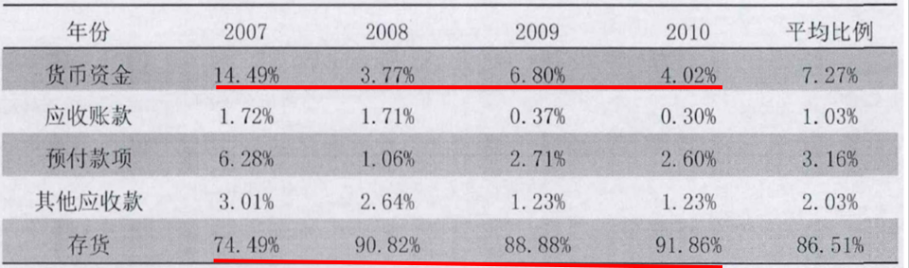 年份 2007 2008 2009 2010 平均比例
货币资金 14.49% 3.77% 6.80% 4.02% 7.27%
应收账款 1.72% 1.71% 0.37% 0.30% 1.03%
预付款项 6.28% 1.06% 2.71% 2.60% 3.16%
其他应收款 3.01% 2.64% 1.23% 1.23% 2.03%
存货 74.49% 90.82% 88.88% 91.86% 86.51%